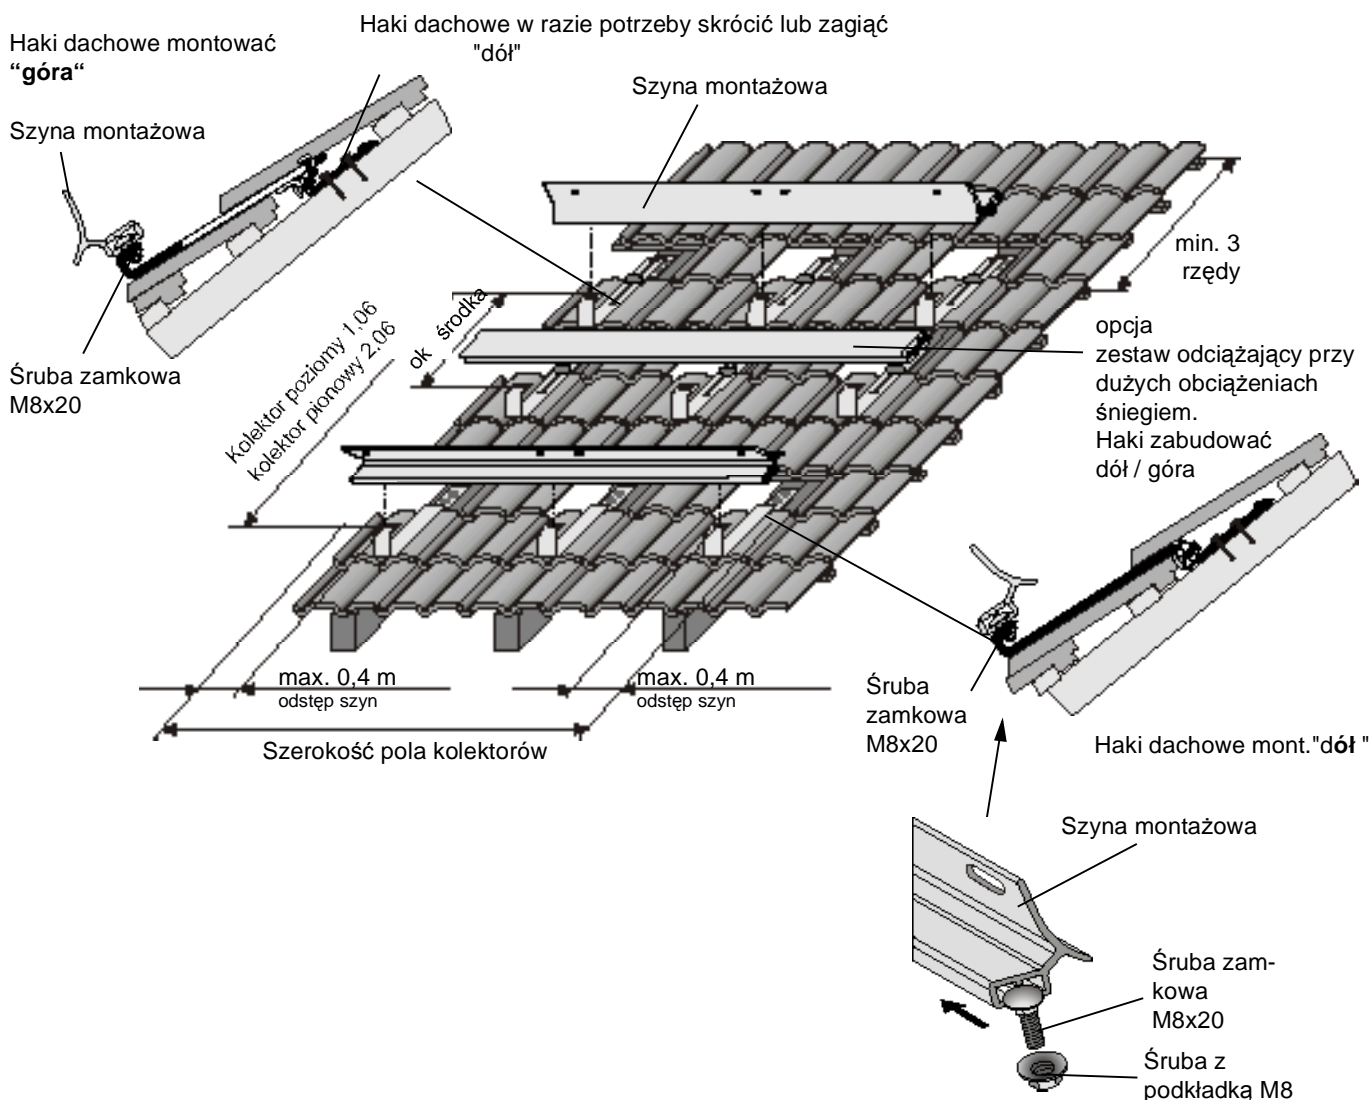 Haki dachowe w razie potrzeby skrócić lub zagiąć
"dół"
Haki dachowe montować
“góra“
Szyna montażowa
Szyna montażowa
min. 3
rzędy
ok środka
Kolektor poziomy 1,06
kolektor pionowy 2.06
opcja
zestaw odciążający przy
dużych obciążeniach
śniegiem.
Haki zabudować
dół / góra
Śruba zamkowa
M8x20
max. 0,4 m
odstęp szyn
max. 0,4 m
odstęp szyn
Szerokość pola kolektorów
Śruba
zamkowa
M8x20
Haki dachowe mont."dół "
Szyna montażowa
Śruba zam-
kowa
M8x20
Śruba z
podkładką M8